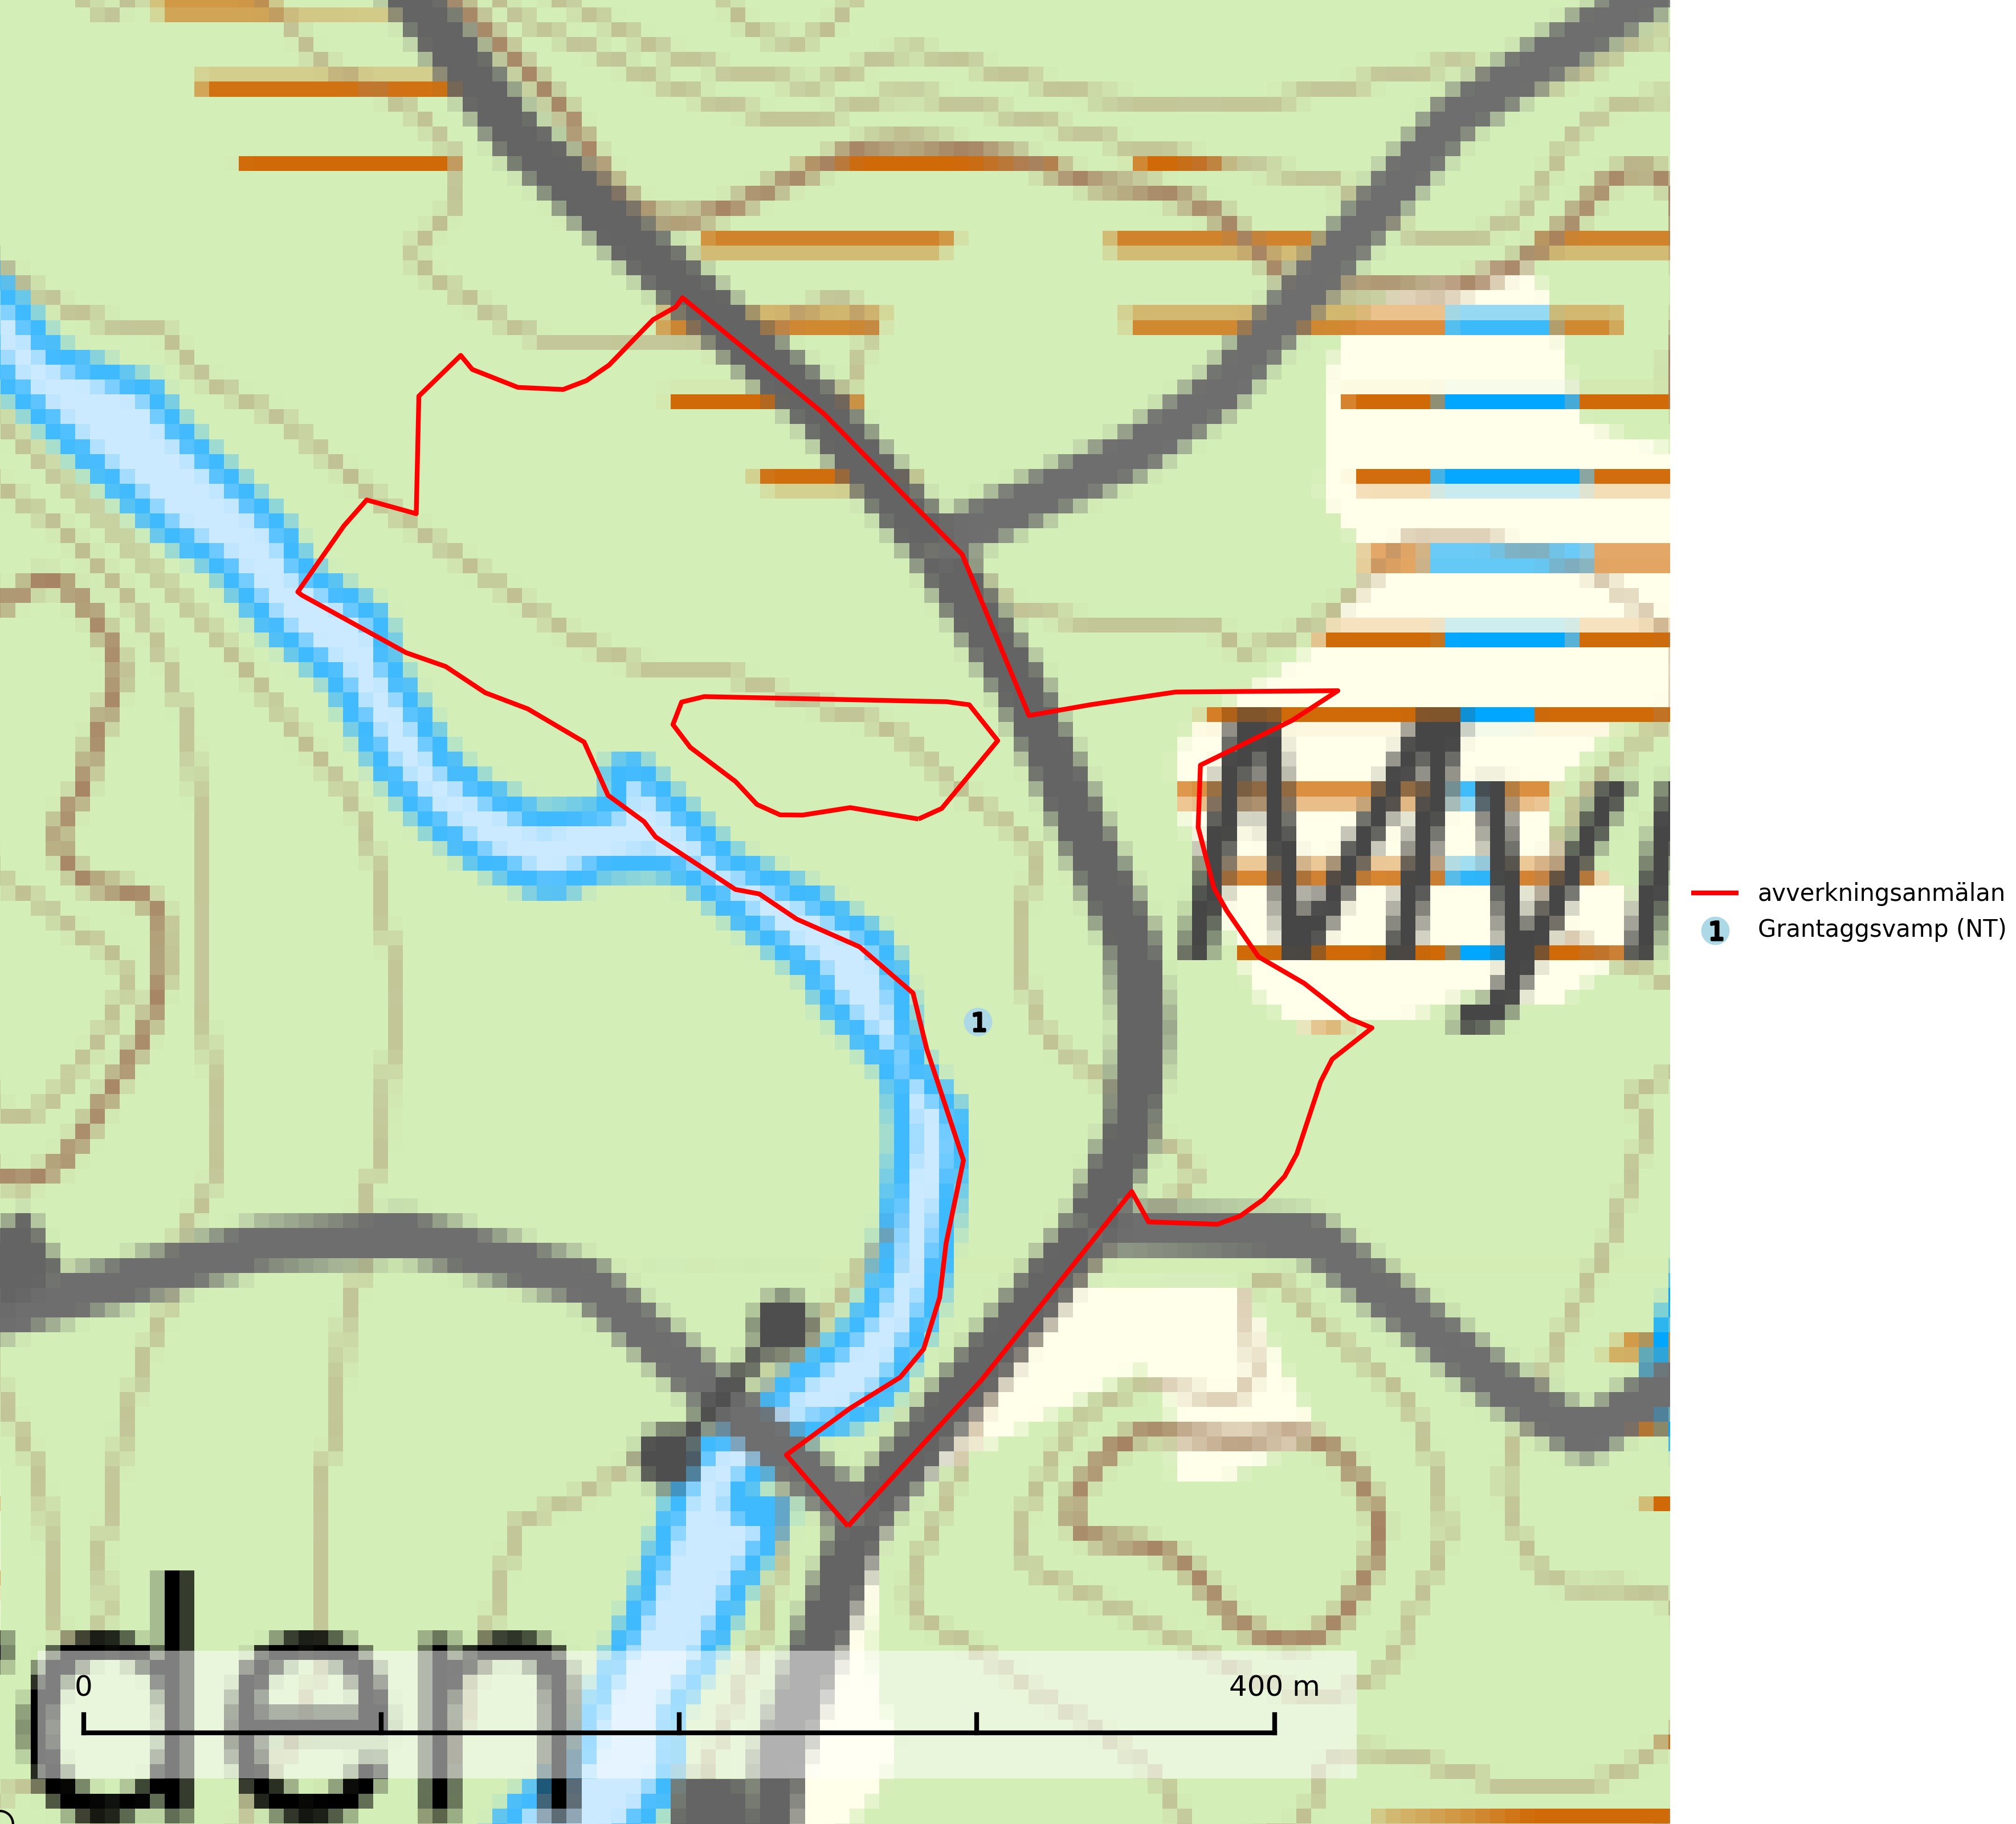 avverkningsanmälan
1 Grantaggsvamp (NT)
1
den
0 400 m